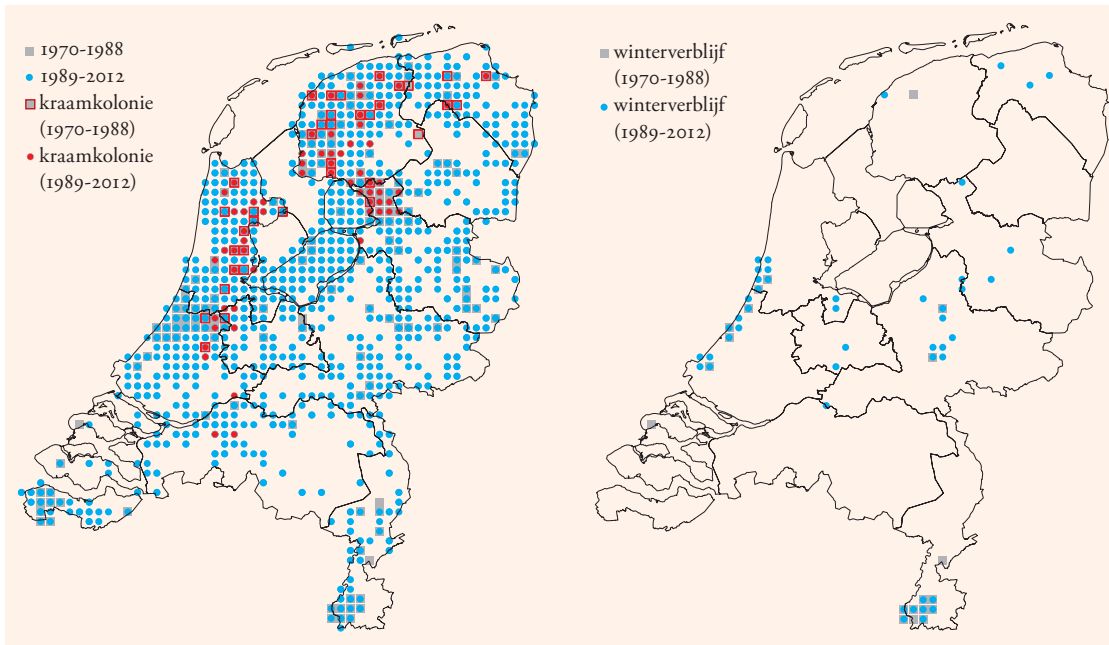 1970-1988
1989-2012
kraamkolonie
(1970-1988)
kraamkolonie
(1989-2012)
winterverblijf
(1970-1988)
winterverblijf
(1989-2012)